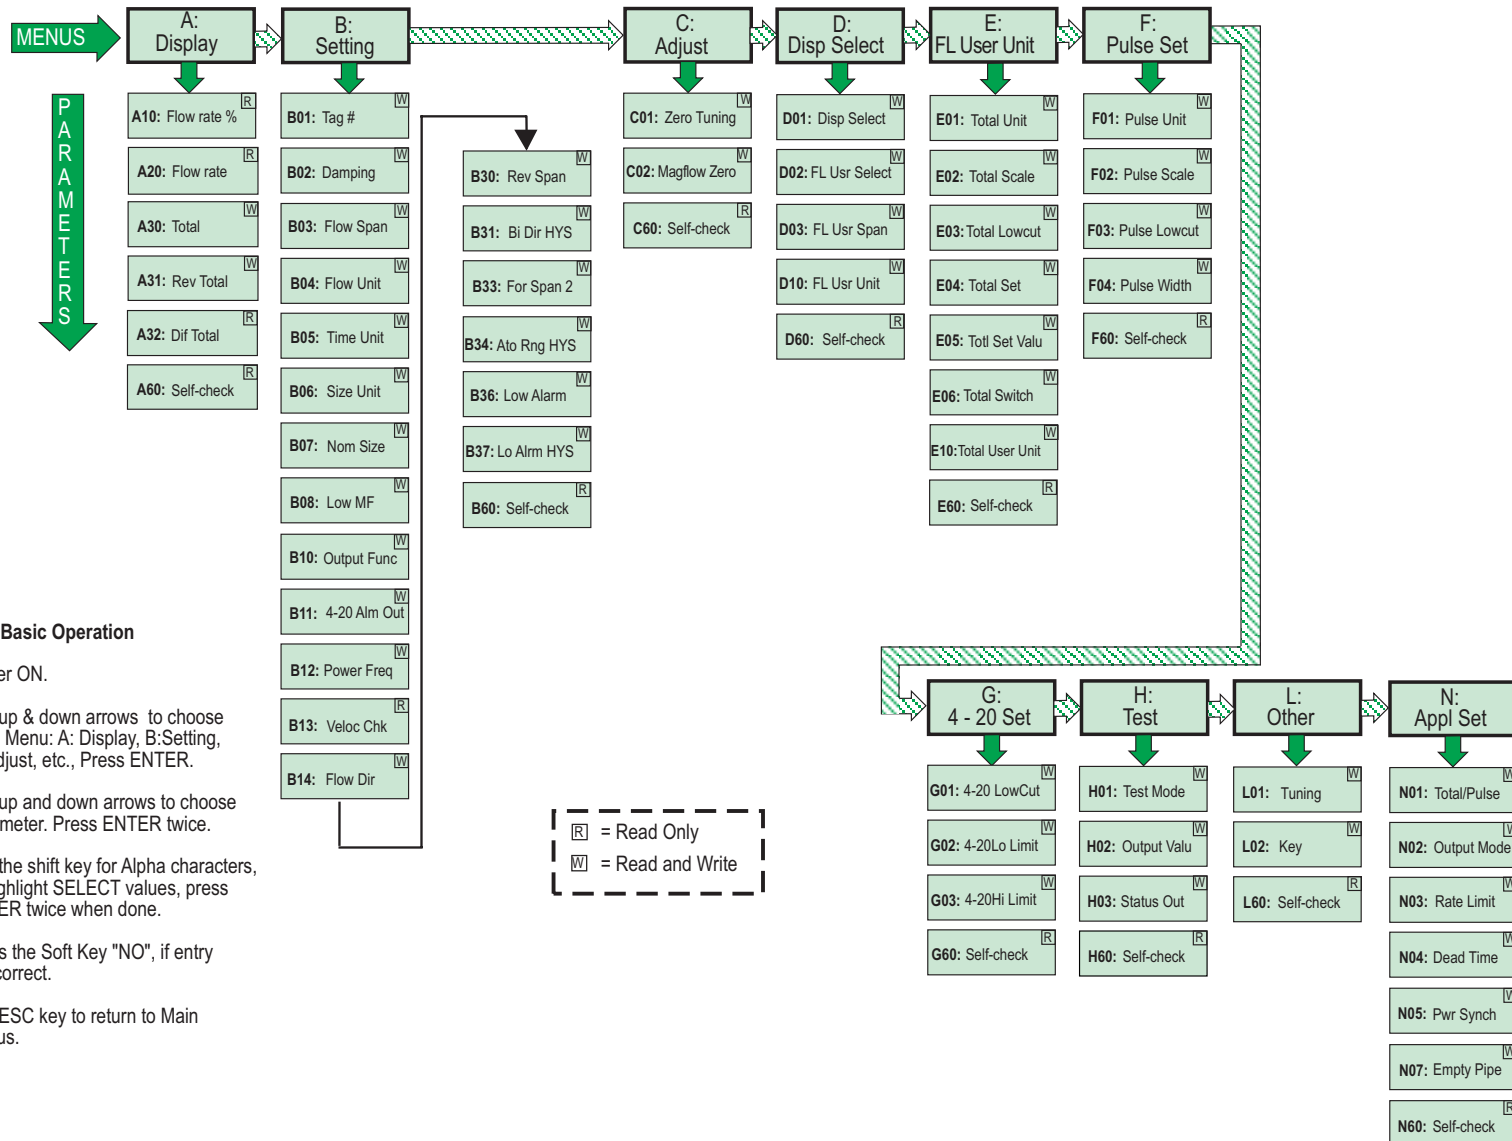 MENUS
A:
Display
B:
Setting
C:
Adjust
D:
Disp Select
E:
FL User Unit
F:
Pulse Set
PARAMETERS
R
A10: Flow rate %
R
A20: Flow rate
W
A30: Total
W
A31: Rev Total
R
A32: Dif Total
R
A60: Self-check
W
B01: Tag #
W
B02: Damping
W
B03: Flow Span
W
B04: Flow Unit
W
B05: Time Unit
W
B06: Size Unit
W
B07: Nom Size
W
B08: Low MF
W
B10: Output Func
W
B11: 4-20 Alm Out
W
B12: Power Freq
R
B13: Veloc Chk
W
B14: Flow Dir
W
B30: Rev Span
W
B31: Bi Dir HYS
W
B33: For Span 2
W
B34: Ato Rng HYS
W
B36: Low Alarm
W
B37: Lo Alrm HYS
R
B60: Self-check
W
C01: Zero Tuning
W
C02: Magflow Zero
R
C60: Self-check
W
D01: Disp Select
W
D02: FL Usr Select
W
D03: FL Usr Span
W
D10: FL Usr Unit
R
D60: Self-check
W
E01: Total Unit
W
E02: Total Scale
W
E03: Total Lowcut
W
E04: Total Set
W
E05: Totl Set Valu
W
E06: Total Switch
W
E10: Total User Unit
R
E60: Self-check
W
F01: Pulse Unit
W
F02: Pulse Scale
W
F03: Pulse Lowcut
W
F04: Pulse Width
R
F60: Self-check
Basic Operation
er ON.
up & down arrows to choose
Menu: A: Display, B:Setting,
djust, etc., Press ENTER.
up and down arrows to choose
meter. Press ENTER twice.
the shift key for Alpha characters,
ghlight SELECT values, press
ER twice when done.
s the Soft Key "NO", if entry
correct.
ESC key to return to Main
us.
R = Read Only
W = Read and Write
G:
4 - 20 Set
H:
Test
L:
Other
N:
Appl Set
W
G01: 4-20 LowCut
W
G02: 4-20Lo Limit
W
G03: 4-20Hi Limit
R
G60: Self-check
W
H01: Test Mode
W
H02: Output Valu
W
H03: Status Out
R
H60: Self-check
W
L01: Tuning
W
L02: Key
R
L60: Self-check
W
N01: Total/Pulse
W
N02: Output Mode
W
N03: Rate Limit
W
N04: Dead Time
W
N05: Pwr Synch
W
N07: Empty Pipe
R
N60: Self-check